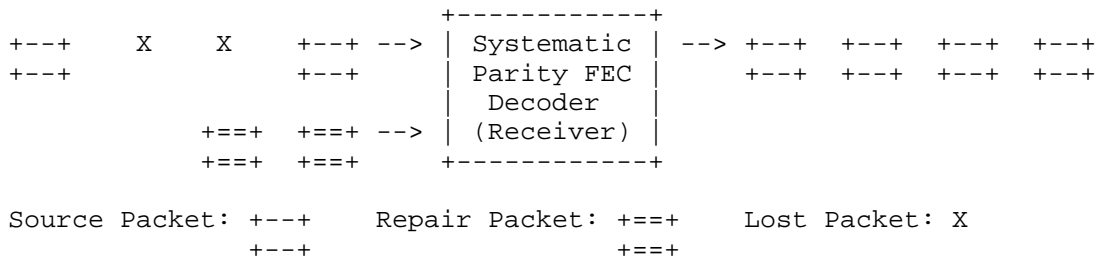 +------------+
+--+    X    X    +--+ --> | Systematic | --> +--+  +--+  +--+  +--+
+--+              +--+     | Parity FEC |     +--+  +--+  +--+  +--+
                           |  Decoder   |
            +==+  +==+ --> | (Receiver) |
            +==+  +==+     +------------+
Source Packet: +--+    Repair Packet: +==+    Lost Packet: X
               +--+                   +==+